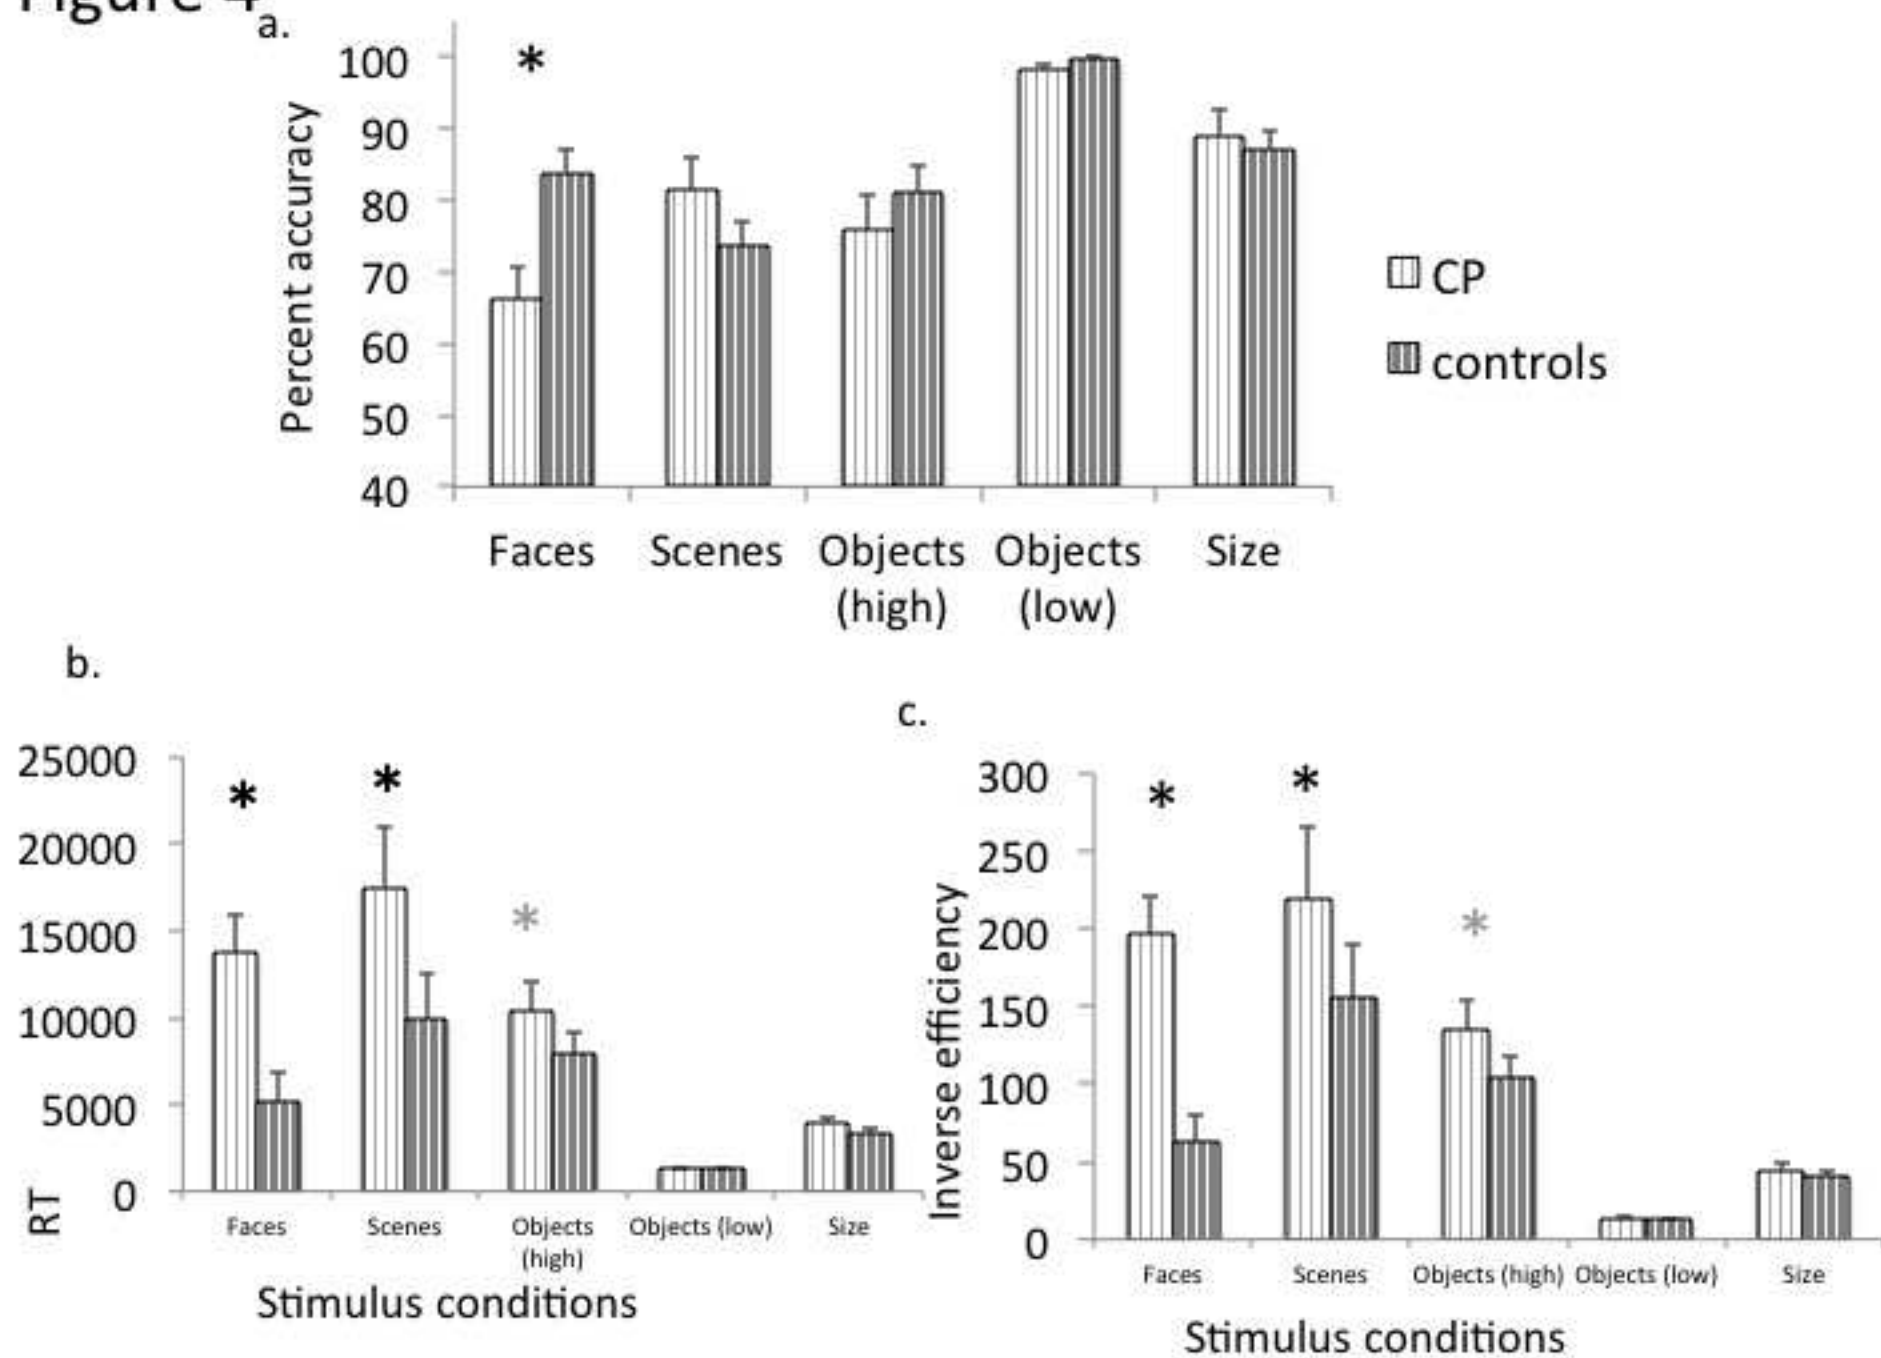 Figure 4
a.
*
100
90
80
70
60
50
40
Percent accuracy
Faces Scenes Objects (high) Objects (low) Size
CP
controls
b.
25000
20000
15000
10000
5000
0
RT
* * *
Faces Scenes Objects (high) Objects (low) Size
Stimulus conditions
c.
300
250
200
150
100
50
0
Inverse efficiency
* * *
Faces Scenes Objects (high) Objects (low) Size
Stimulus conditions